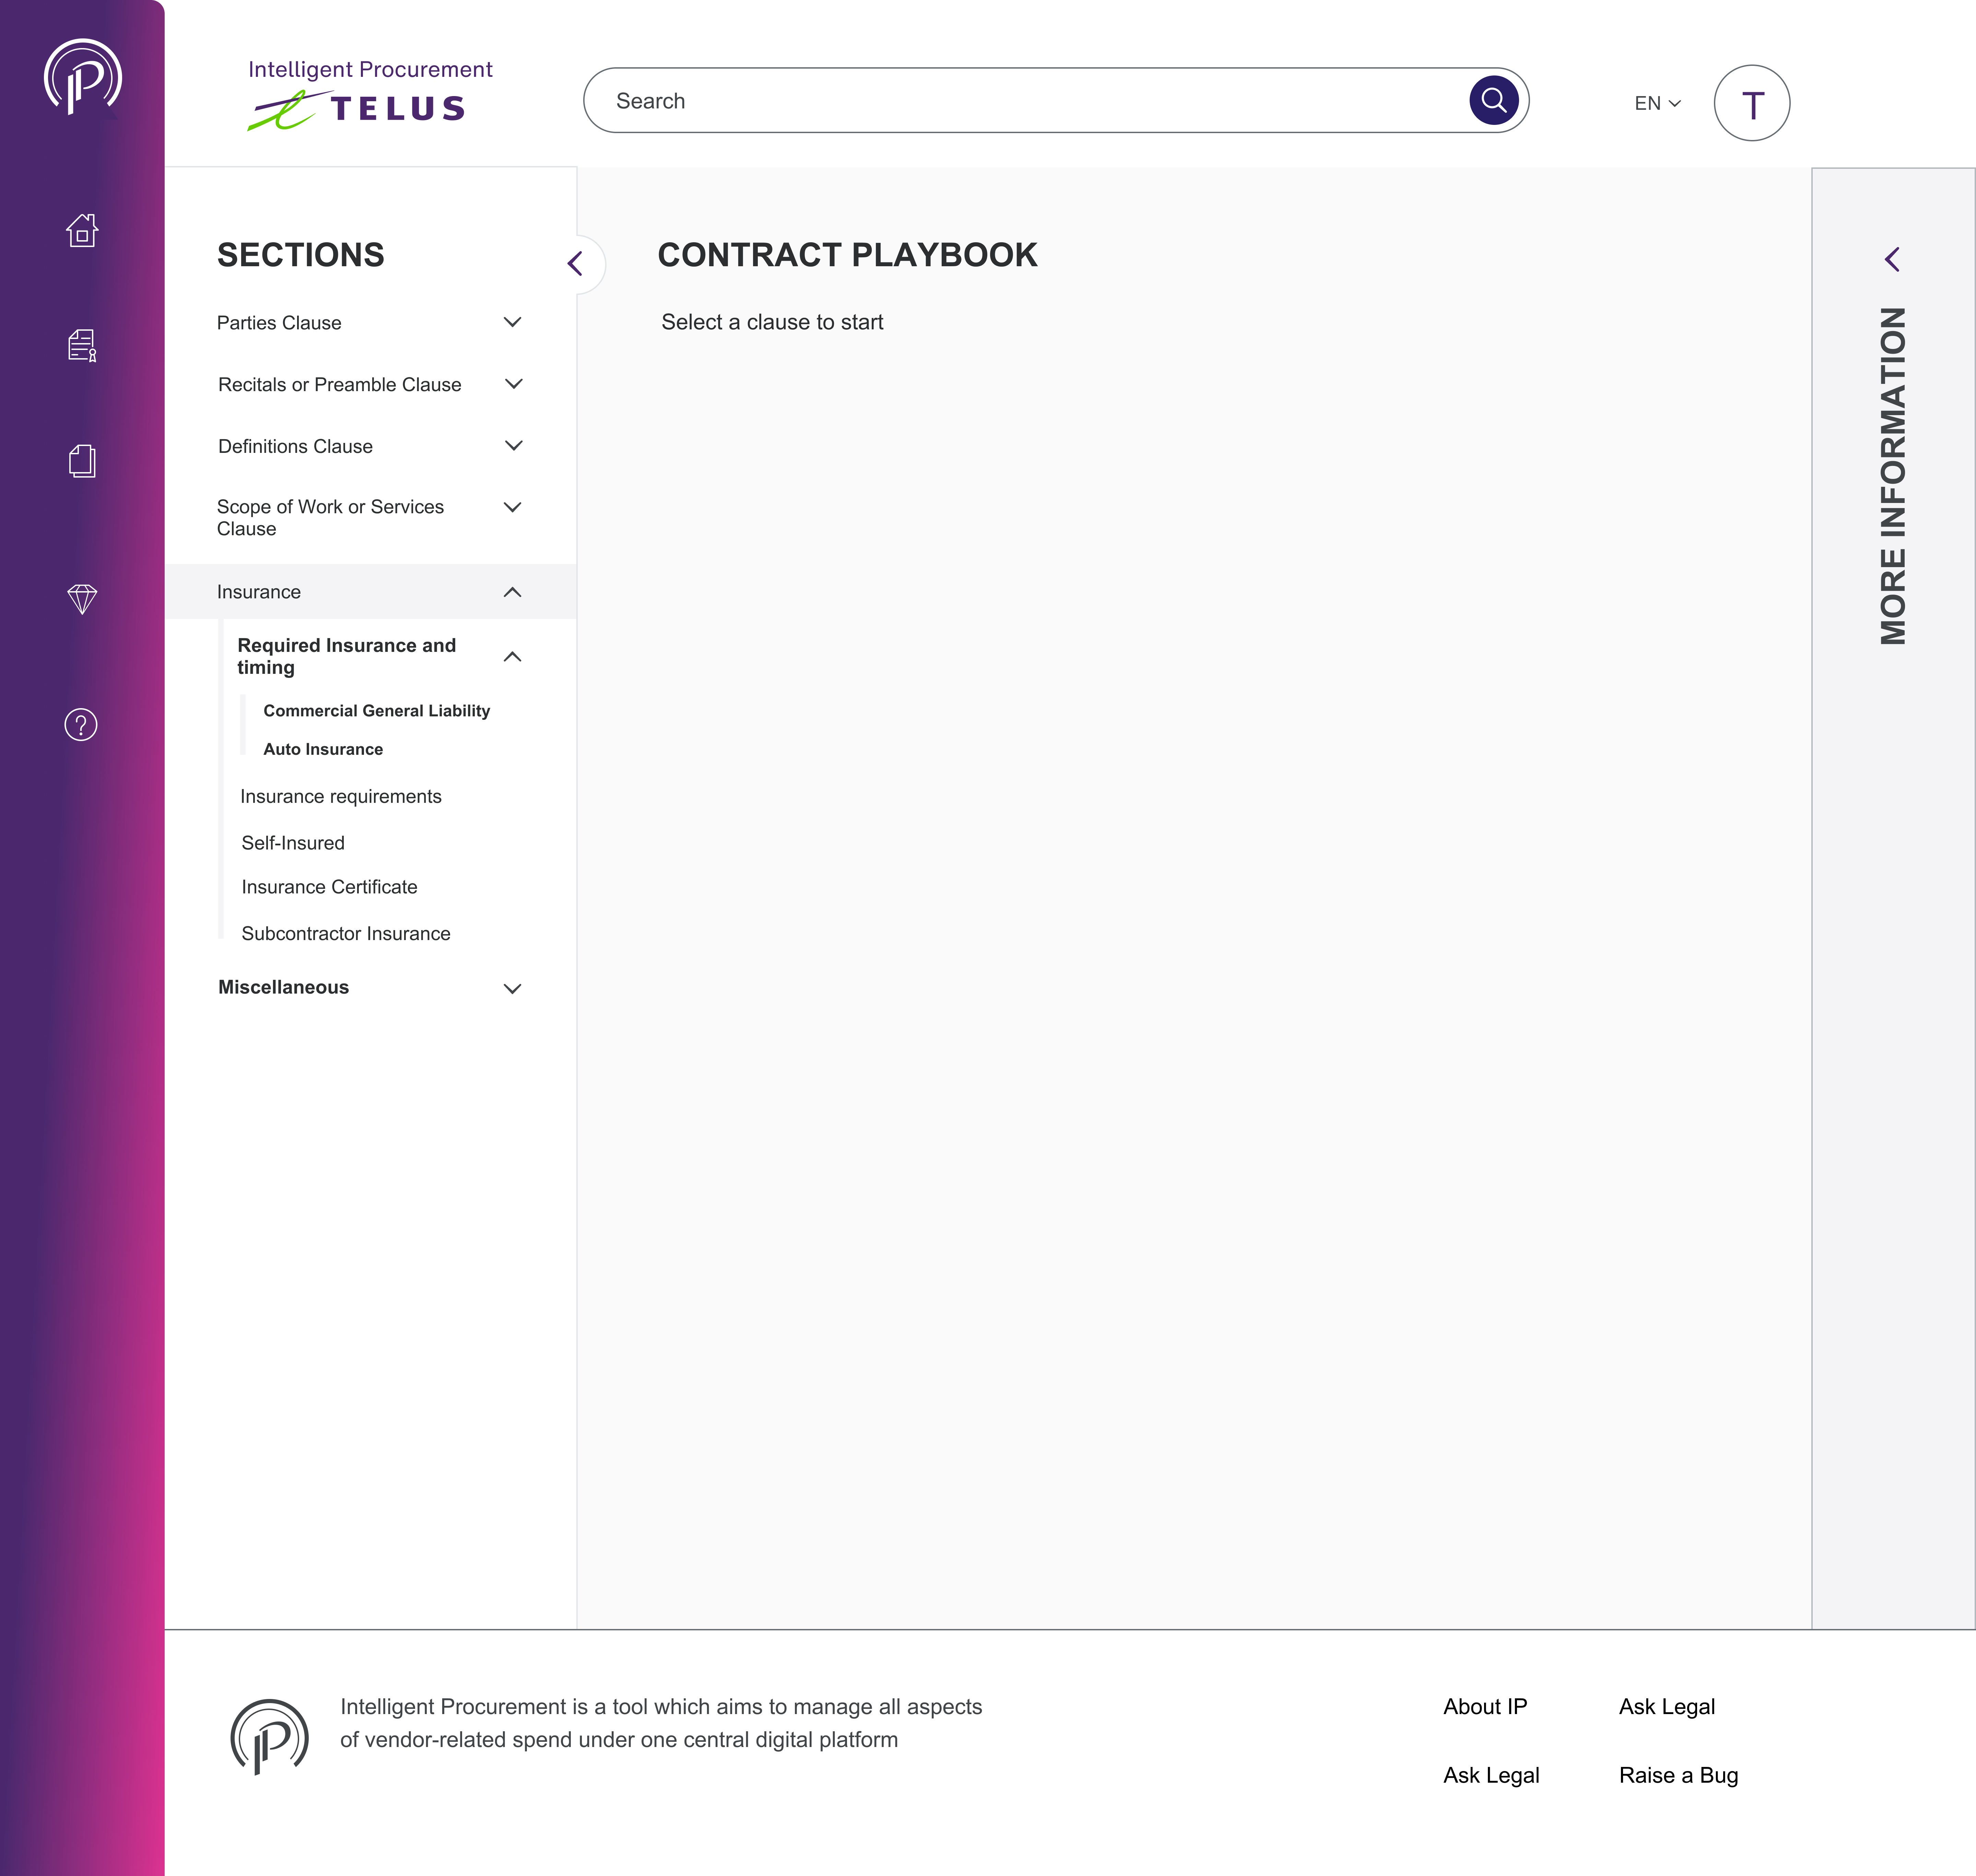 Intelligent Procurement
TELUS
Search
EN
T
SECTIONS
Parties Clause
Recitals or Preamble Clause
Definitions Clause
Scope of Work or Services
Clause
Insurance
Required Insurance and
timing
Commercial General Liability
Auto Insurance
Insurance requirements
Self-Insured
Insurance Certificate
Subcontractor Insurance
Miscellaneous
CONTRACT PLAYBOOK
Select a clause to start
MORE INFORMATION
Intelligent Procurement is a tool which aims to manage all aspects
of vendor-related spend under one central digital platform
About IP
Ask Legal
Ask Legal
Raise a Bug